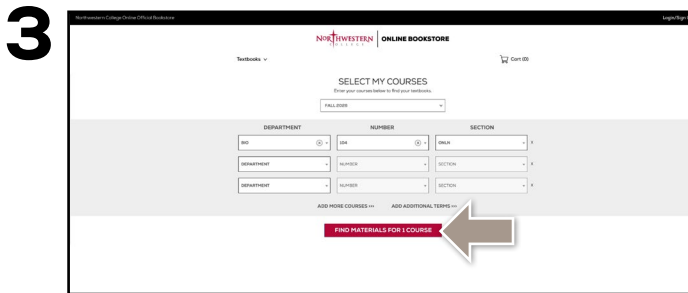 3
Northwestern College Online Official Bookstore
Login/Sign
NORTHWESTERN COLLEGE ONLINE BOOKSTORE
Textbooks
Cart (0)
SELECT MY COURSES
Enter your courses below to find your textbooks.
FALL 2025
DEPARTMENT NUMBER SECTION
BIO 104 ONLIX X
DEPARTMENT NUMBER SECTION X
DEPARTMENT NUMBER SECTION X
ADD MORE COURSES >>> ADD ADDITIONAL TERMS >>>
FIND MATERIALS FOR 1 COURSE